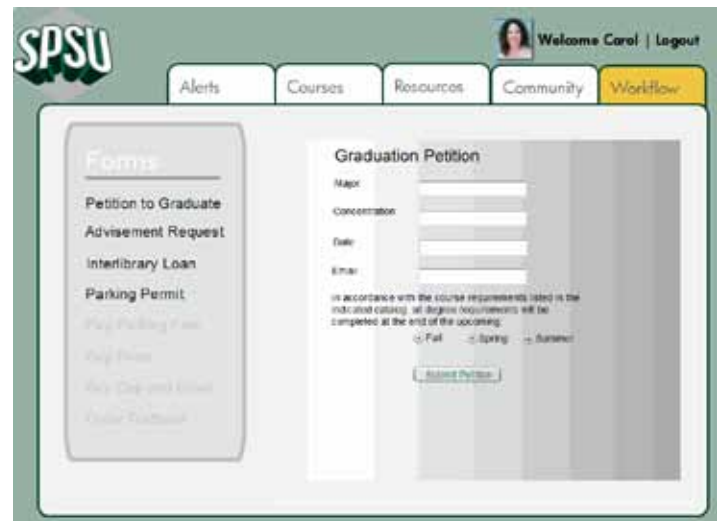 SPSU
Welcome Carol | Logout
Alerts Courses Resources Community Workflow
Forms
Petition to Graduate
Advisement Request
Interlibrary Loan
Parking Permit
Graduation Petition
Major
Concentration
Date
Email
In accordance with the course requirements listed in the
indicated catalog, all degree requirements will be
completed at the end of the upcoming
Fall Spring Summer
Submit Petition